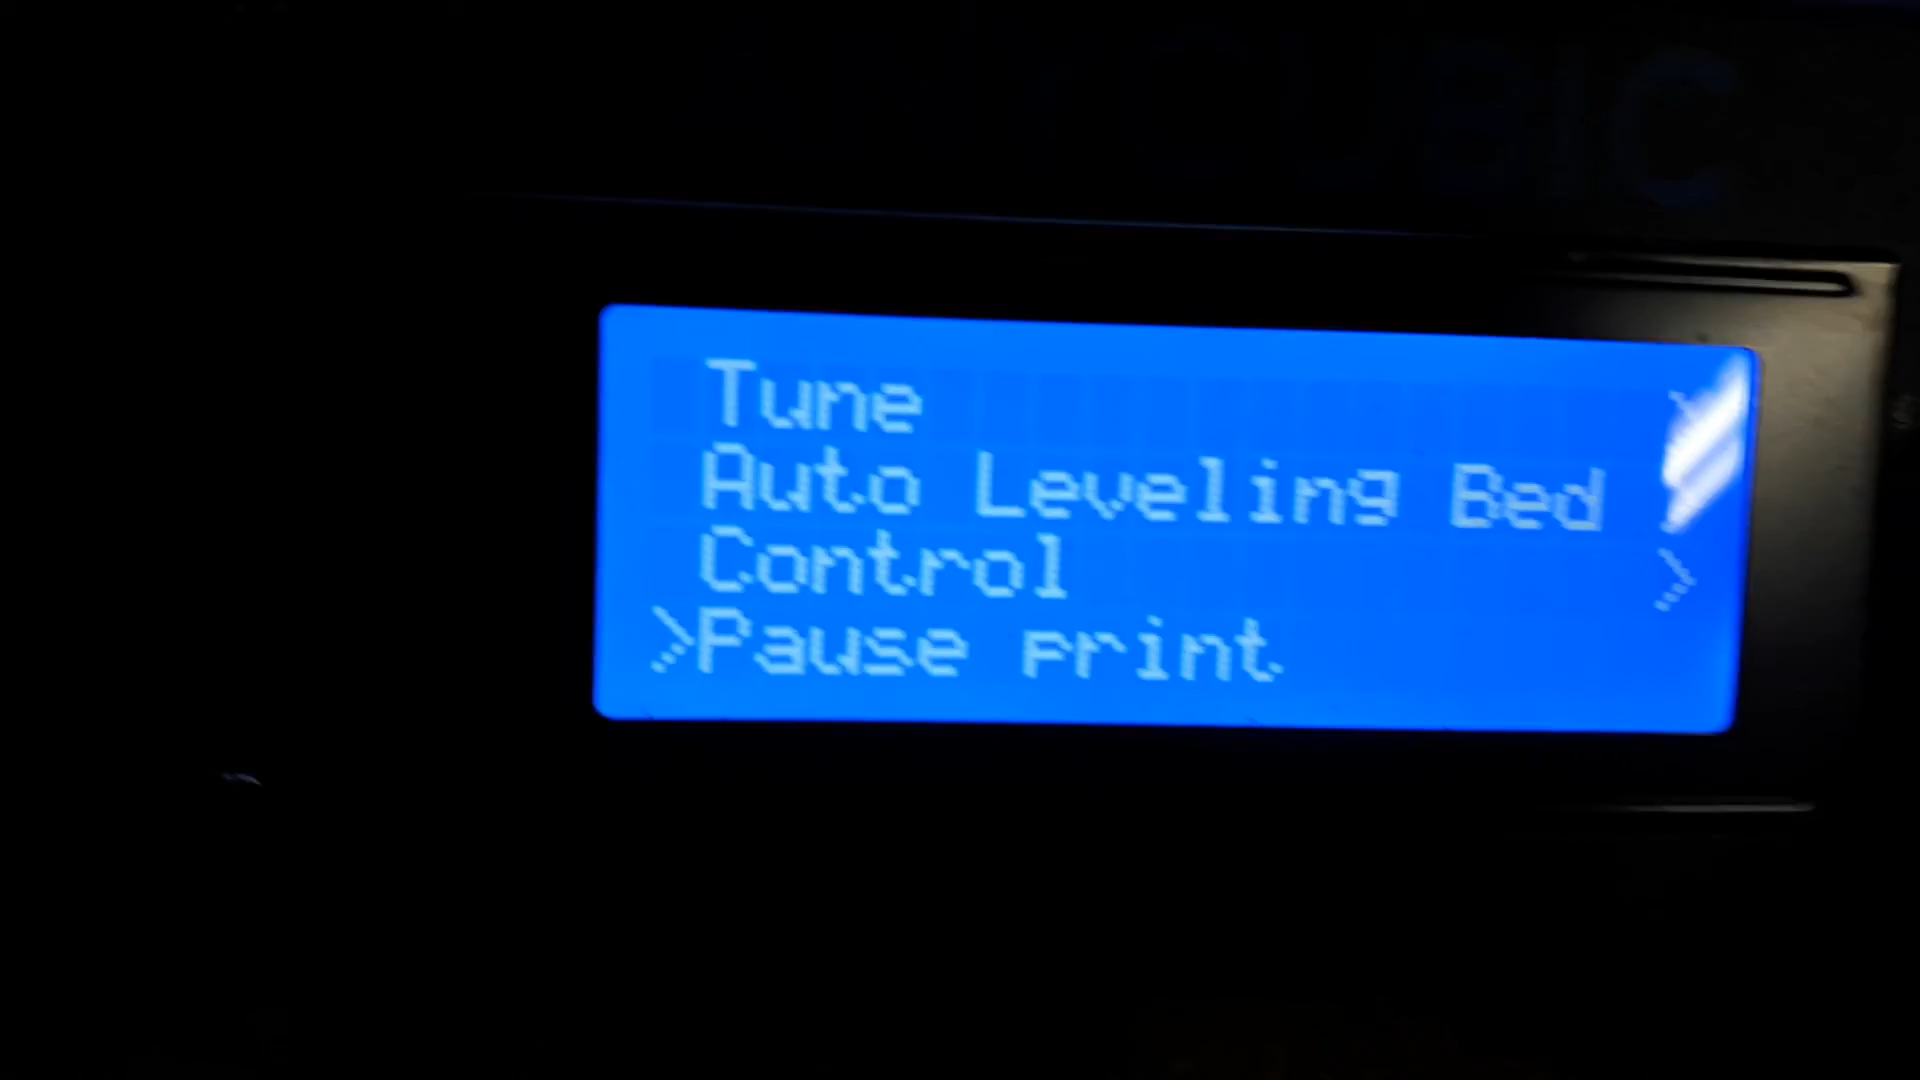 Tune >
Auto Leveling Bed
Control >
>Pause print